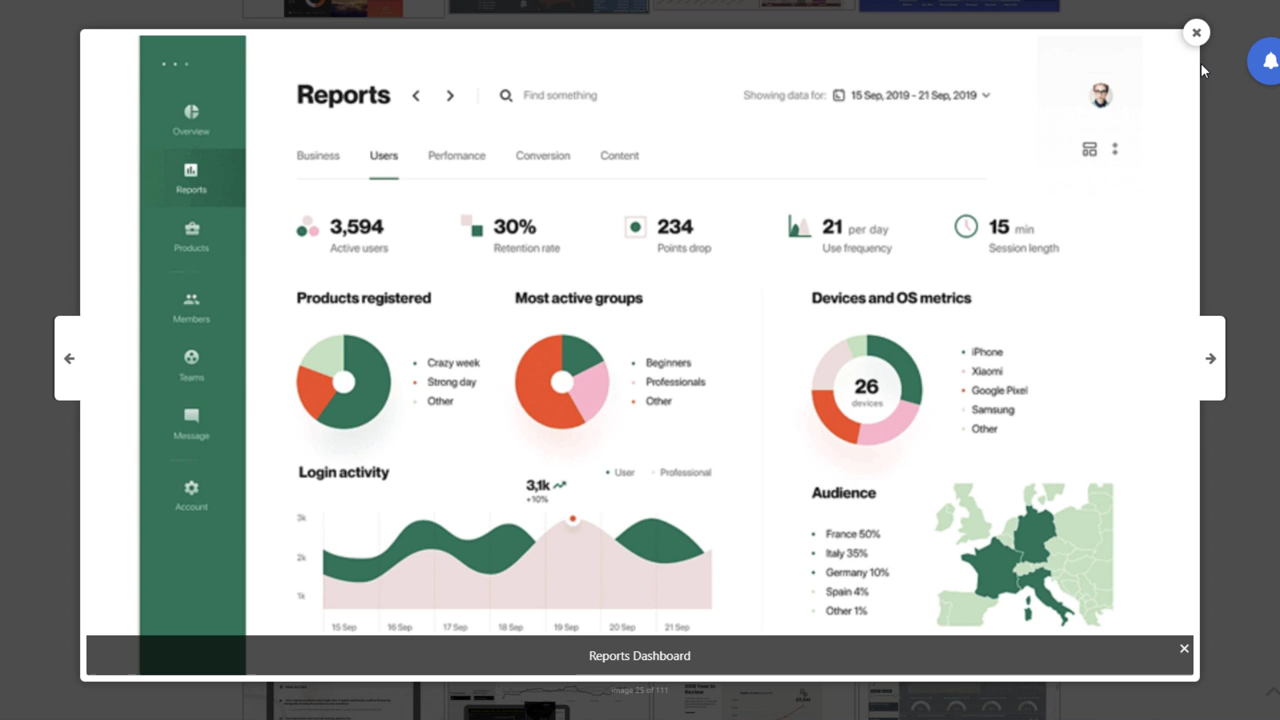 Reports
Find something
Showing data for: 15 Sep, 2019 - 21 Sep, 2019
Overview
Reports
Products
Members
Teams
Message
Account
Business Users Perfomance Conversion Content
3,594
Active users
30%
Retention rate
234
Points drop
21 per day
Use frequency
15 min
Session length
Products registered
Crazy week
Strong day
Other
Most active groups
Beginners
Professionals
Other
Devices and OS metrics
26
devices
iPhone
Xiaomi
Google Pixel
Samsung
Other
Login activity
User Professional
3,1k
+10%
3k
2k
1k
15 Sep 16 Sep 17 Sep 18 Sep 19 Sep 20 Sep 21 Sep
Audience
France 50%
Italy 35%
Germany 10%
Spain 4%
Other 1%
Reports Dashboard
Image 25 of 111